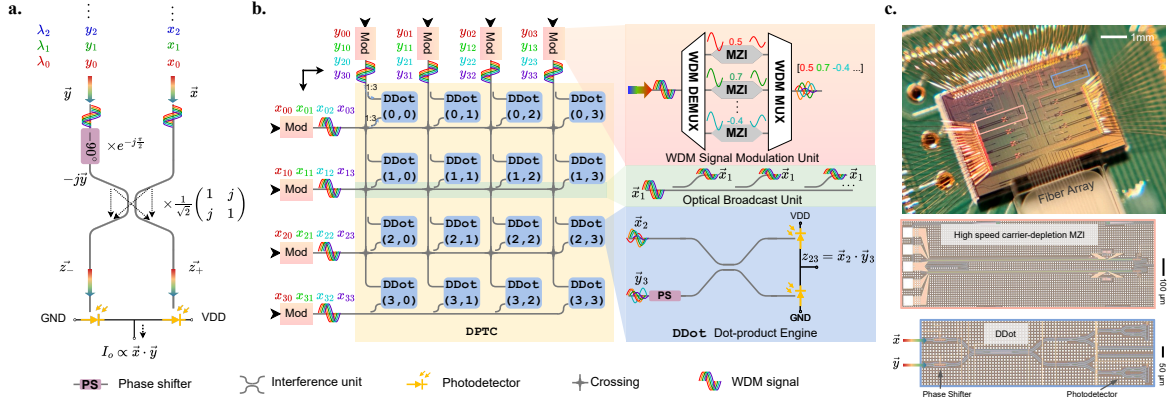 a.
λ₂ y₂ x₂
λ₁ y₁ x₁
λ₀ y₀ x₀
y⃗ x⃗
−90° ×e^{−j π/2}
−jy⃗
×1/√2 (1 j
j 1)
z⃗₋ z⃗₊
GND VDD
I_o ∝ x⃗ · y⃗
b.
y₀₀ y₀₁ y₀₂ y₀₃
y₁₀ y₁₁ y₁₂ y₁₃
y₂₀ y₂₁ y₂₂ y₂₃
y₃₀ y₃₁ y₃₂ y₃₃
Mod Mod Mod Mod
1:3
1:3
x₀₀ x₀₁ x₀₂ x₀₃
Mod
DDot (0,0) DDot (0,1) DDot (0,2) DDot (0,3)
x₁₀ x₁₁ x₁₂ x₁₃
Mod
DDot (1,0) DDot (1,1) DDot (1,2) DDot (1,3)
x₂₀ x₂₁ x₂₂ x₂₃
Mod
DDot (2,0) DDot (2,1) DDot (2,2) DDot (2,3)
x₃₀ x₃₁ x₃₂ x₃₃
Mod
DDot (3,0) DDot (3,1) DDot (3,2) DDot (3,3)
DPTC
WDM DEMUX
0.5
MZI
0.7
MZI
-0.4
MZI
WDM MUX
[0.5 0.7 -0.4 ...]
WDM Signal Modulation Unit
x⃗₁ x⃗₁ x⃗₁ x⃗₁
...
Optical Broadcast Unit
x⃗₂
y⃗₃
PS
VDD
z₂₃ = x⃗₂ · y⃗₃
GND
DDot Dot-product Engine
c.
1mm
Fiber Array
High speed carrier-depletion MZI
100 μm
DDot
x⃗
y⃗
Phase Shifter
Photodetector
50 μm
PS Phase shifter
Interference unit
Photodetector
Crossing
WDM signal